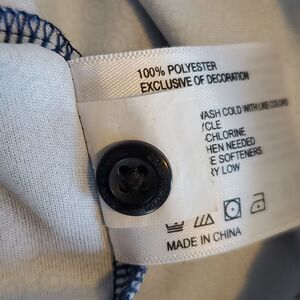 100% POLYESTER
EXCLUSIVE OF DECORATION
WASH COLD WITH LIKE COLORS
YCLE
-CHLORINE
HEN NEEDED
E SOFTENERS
RY LOW
MADE IN CHINA